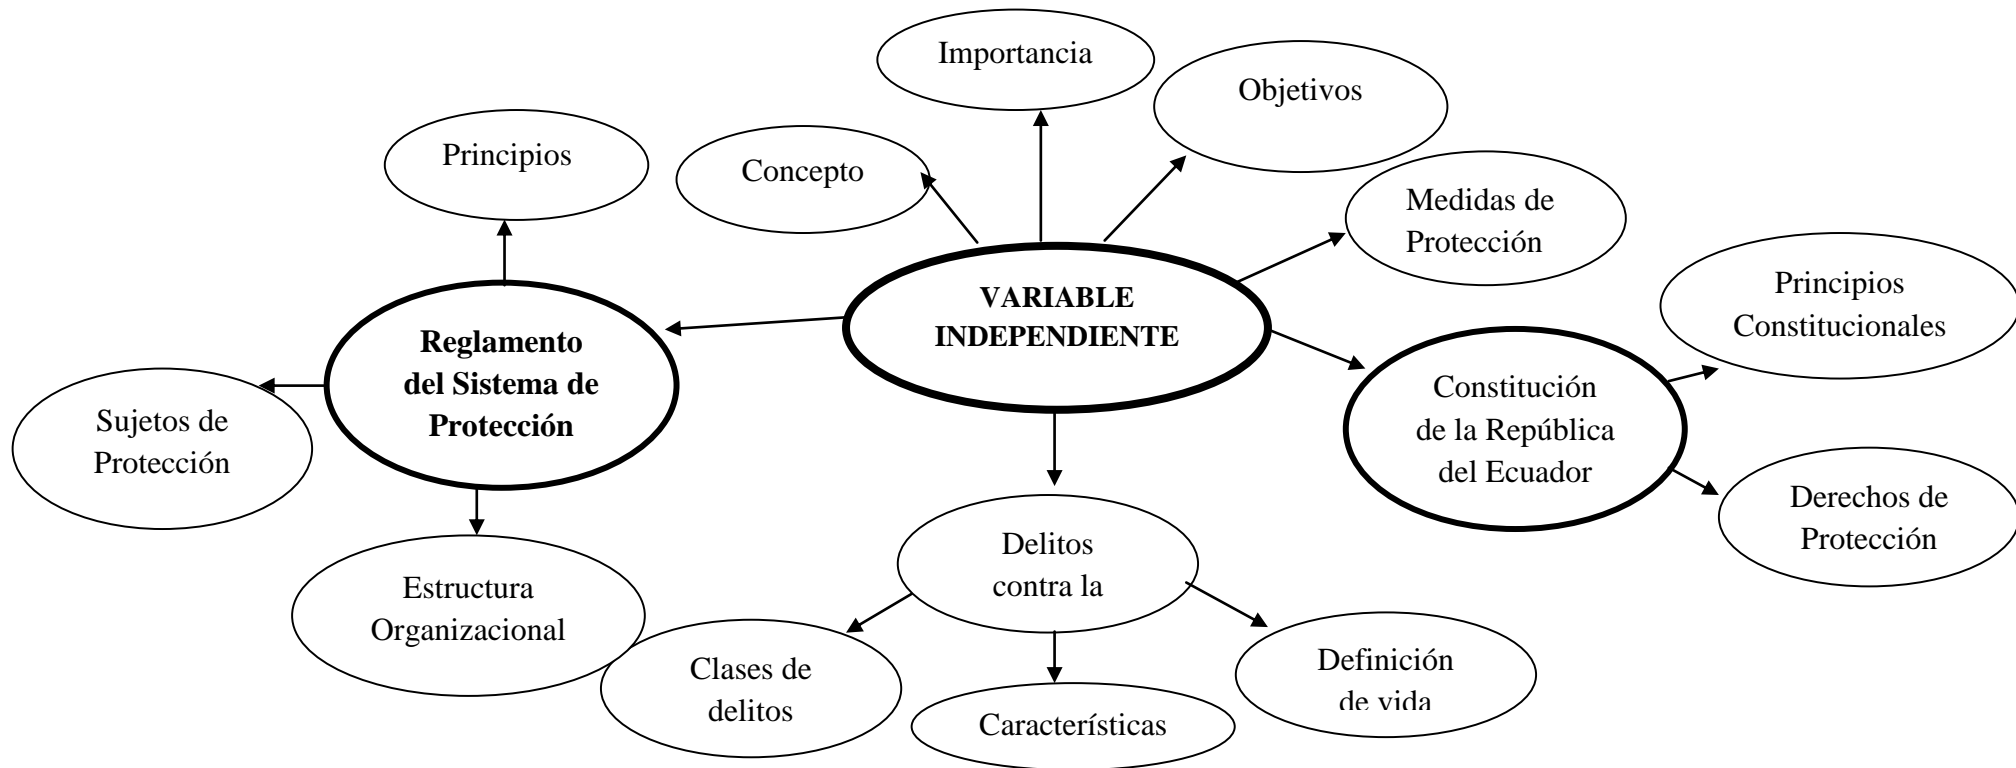 Importancia
Objetivos
Principios
Concepto
Medidas de
Protección
Principios
Constitucionales
VARIABLE
INDEPENDIENTE
Reglamento
del Sistema de
Protección
Constitución
de la República
del Ecuador
Sujetos de
Protección
Derechos de
Protección
Delitos
contra la
Estructura
Organizacional
Clases de
delitos
Definición
de vida
Características